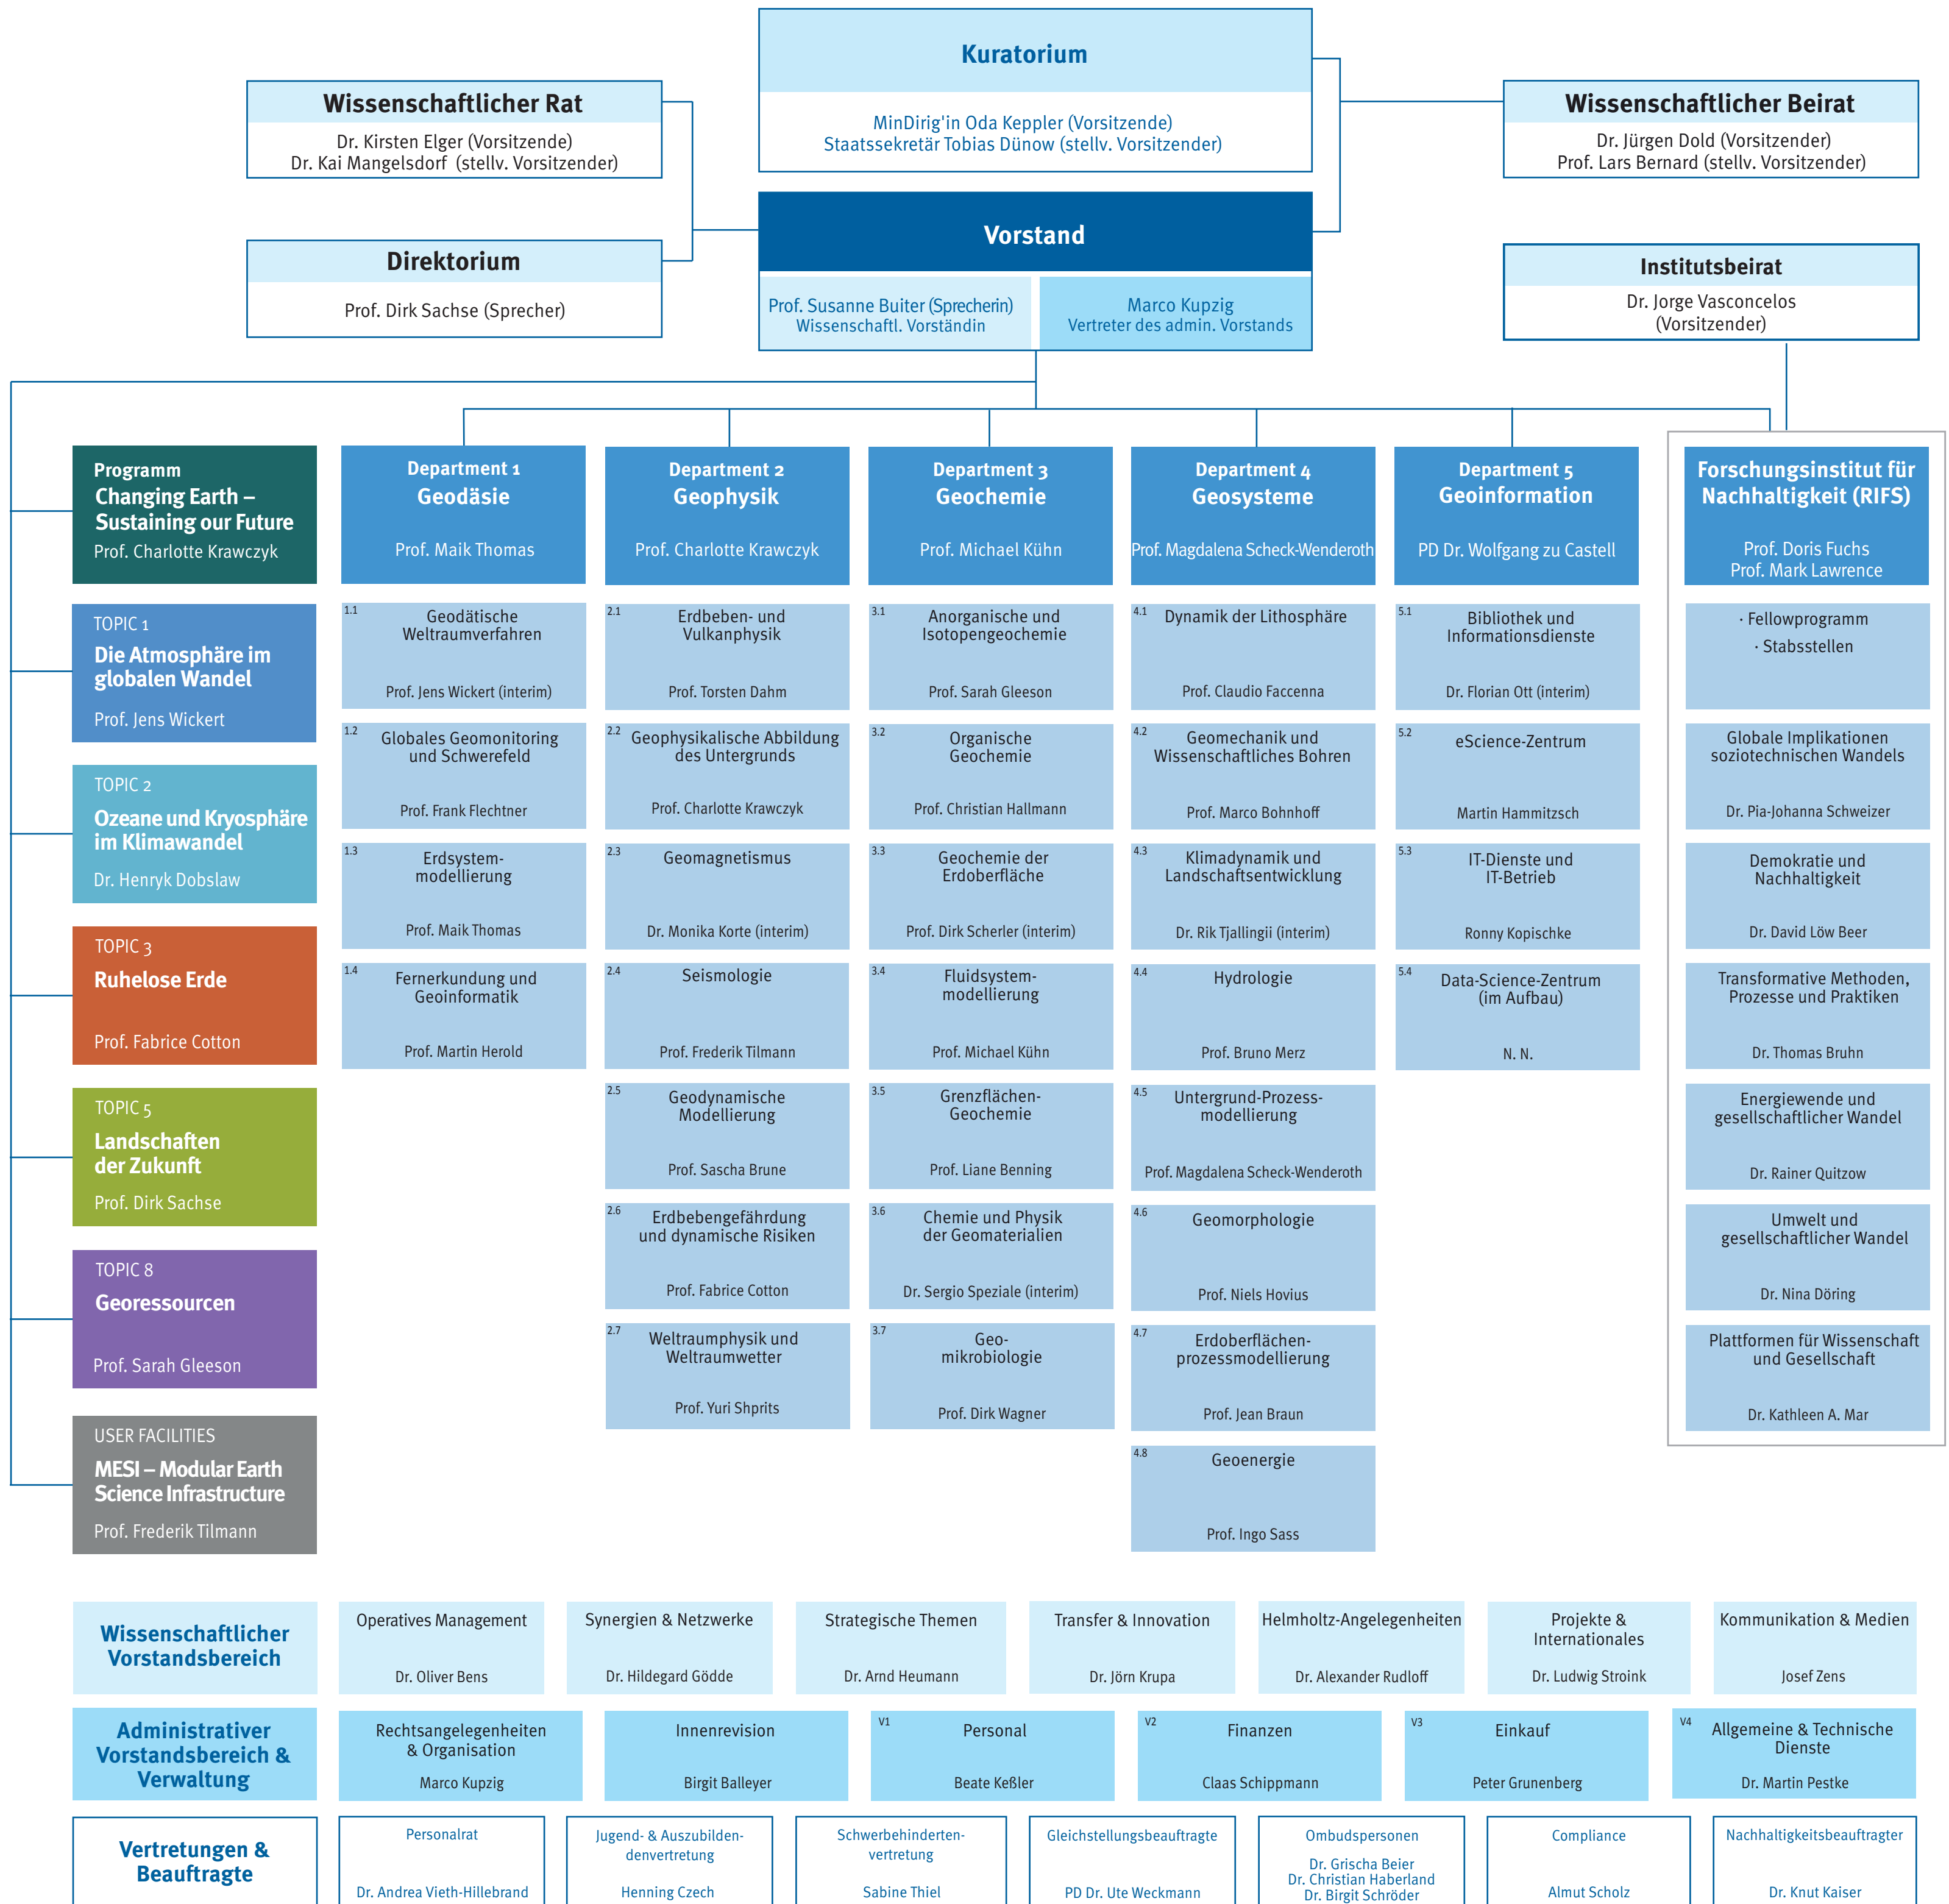 Kuratorium
MinDirig'in Oda Keppler (Vorsitzende)
Staatssekretär Tobias Dünow (stellv. Vorsitzender)
Wissenschaftlicher Rat
Dr. Kirsten Elger (Vorsitzende)
Dr. Kai Mangelsdorf (stellv. Vorsitzender)
Wissenschaftlicher Beirat
Dr. Jürgen Dold (Vorsitzender)
Prof. Lars Bernard (stellv. Vorsitzender)
Vorstand
Prof. Susanne Buiter (Sprecherin)
Wissenschaftl. Vorständin
Marco Kupzig
Vertreter des admin. Vorstands
Direktorium
Prof. Dirk Sachse (Sprecher)
Institutsbeirat
Dr. Jorge Vasconcelos
(Vorsitzender)
Programm
Changing Earth –
Sustaining our Future
Prof. Charlotte Krawczyk
TOPIC 1
Die Atmosphäre im
globalen Wandel
Prof. Jens Wickert
TOPIC 2
Ozeane und Kryosphäre
im Klimawandel
Dr. Henryk Dobslaw
TOPIC 3
Ruhelose Erde
Prof. Fabrice Cotton
TOPIC 5
Landschaften
der Zukunft
Prof. Dirk Sachse
TOPIC 8
Georessourcen
Prof. Sarah Gleeson
USER FACILITIES
MESI – Modular Earth
Science Infrastructure
Prof. Frederik Tilmann
Department 1
Geodäsie
Prof. Maik Thomas
1.1
Geodätische
Weltraumverfahren
Prof. Jens Wickert (interim)
1.2
Globales Geomonitoring
und Schwerefeld
Prof. Frank Flechtner
1.3
Erdsystem-
modellierung
Prof. Maik Thomas
1.4
Fernerkundung und
Geoinformatik
Prof. Martin Herold
Department 2
Geophysik
Prof. Charlotte Krawczyk
2.1
Erdbeben- und
Vulkanphysik
Prof. Torsten Dahm
2.2
Geophysikalische Abbildung
des Untergrunds
Prof. Charlotte Krawczyk
2.3
Geomagnetismus
Dr. Monika Korte (interim)
2.4
Seismologie
Prof. Frederik Tilmann
2.5
Geodynamische
Modellierung
Prof. Sascha Brune
2.6
Erdbebengefährdung
und dynamische Risiken
Prof. Fabrice Cotton
2.7
Weltraumphysik und
Weltraumwetter
Prof. Yuri Shprits
Department 3
Geochemie
Prof. Michael Kühn
3.1
Anorganische und
Isotopengeochemie
Prof. Sarah Gleeson
3.2
Organische
Geochemie
Prof. Christian Hallmann
3.3
Geochemie der
Erdoberfläche
Prof. Dirk Scherler (interim)
3.4
Fluidsystem-
modellierung
Prof. Michael Kühn
3.5
Grenzflächen-
Geochemie
Prof. Liane Benning
3.6
Chemie und Physik
der Geomaterialien
Dr. Sergio Speziale (interim)
3.7
Geo-
mikrobiologie
Prof. Dirk Wagner
Department 4
Geosysteme
Prof. Magdalena Scheck-Wenderoth
4.1
Dynamik der Lithosphäre
Prof. Claudio Faccenna
4.2
Geomechanik und
Wissenschaftliches Bohren
Prof. Marco Bohnhoff
4.3
Klimadynamik und
Landschaftsentwicklung
Dr. Rik Tjallingii (interim)
4.4
Hydrologie
Prof. Bruno Merz
4.5
Untergrund-Prozess-
modellierung
Prof. Magdalena Scheck-Wenderoth
4.6
Geomorphologie
Prof. Niels Hovius
4.7
Erdoberflächen-
prozessmodellierung
Prof. Jean Braun
4.8
Geoenergie
Prof. Ingo Sass
Department 5
Geoinformation
PD Dr. Wolfgang zu Castell
5.1
Bibliothek und
Informationsdienste
Dr. Florian Ott (interim)
5.2
eScience-Zentrum
Martin Hammitzsch
5.3
IT-Dienste und
IT-Betrieb
Ronny Kopischke
5.4
Data-Science-Zentrum
(im Aufbau)
N. N.
Forschungsinstitut für
Nachhaltigkeit (RIFS)
Prof. Doris Fuchs
Prof. Mark Lawrence
· Fellowprogramm
· Stabsstellen
Globale Implikationen
soziotechnischen Wandels
Dr. Pia-Johanna Schweizer
Demokratie und
Nachhaltigkeit
Dr. David Löw Beer
Transformative Methoden,
Prozesse und Praktiken
Dr. Thomas Bruhn
Energiewende und
gesellschaftlicher Wandel
Dr. Rainer Quitzow
Umwelt und
gesellschaftlicher Wandel
Dr. Nina Döring
Plattformen für Wissenschaft
und Gesellschaft
Dr. Kathleen A. Mar
Wissenschaftlicher
Vorstandsbereich
Operatives Management
Dr. Oliver Bens
Synergien & Netzwerke
Dr. Hildegard Gödde
Strategische Themen
Dr. Arnd Heumann
Transfer & Innovation
Dr. Jörn Krupa
Helmholtz-Angelegenheiten
Dr. Alexander Rudloff
Projekte &
Internationales
Dr. Ludwig Stroink
Kommunikation & Medien
Josef Zens
Administrativer
Vorstandsbereich &
Verwaltung
Rechtsangelegenheiten
& Organisation
Marco Kupzig
Innenrevision
Birgit Balleyer
V1
Personal
Beate Keßler
V2
Finanzen
Claas Schippmann
V3
Einkauf
Peter Grunenberg
V4
Allgemeine & Technische
Dienste
Dr. Martin Pestke
Vertretungen &
Beauftragte
Personalrat
Dr. Andrea Vieth-Hillebrand
Jugend- & Auszubilden-
denvertretung
Henning Czech
Schwerbehinderten-
vertretung
Sabine Thiel
Gleichstellungsbeauftragte
PD Dr. Ute Weckmann
Ombudspersonen
Dr. Grischa Beier
Dr. Christian Haberland
Dr. Birgit Schröder
Compliance
Almut Scholz
Nachhaltigkeitsbeauftragter
Dr. Knut Kaiser